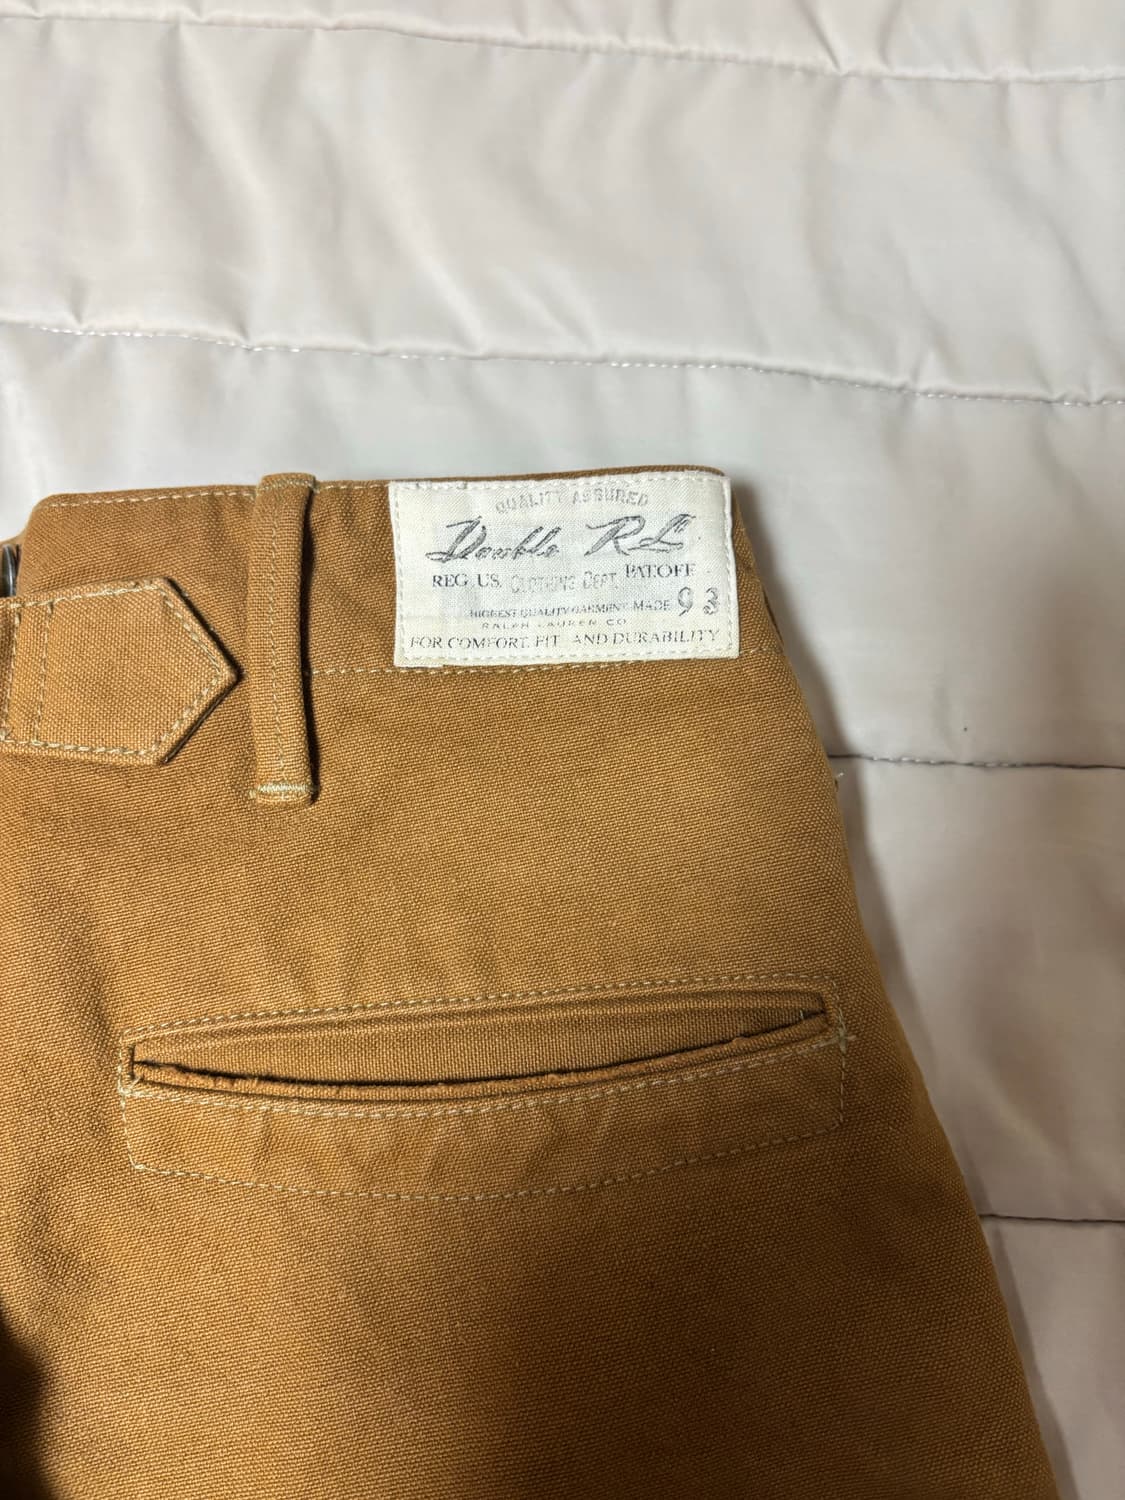 QUALITY ASSURED
Double RL
REG. US. CLOTHING DEPT. PAT.OFF.
HIGHEST QUALITY GARMENT MADE 93
RALPH LAUREN CO
FOR COMFORT, FIT AND DURABILITY